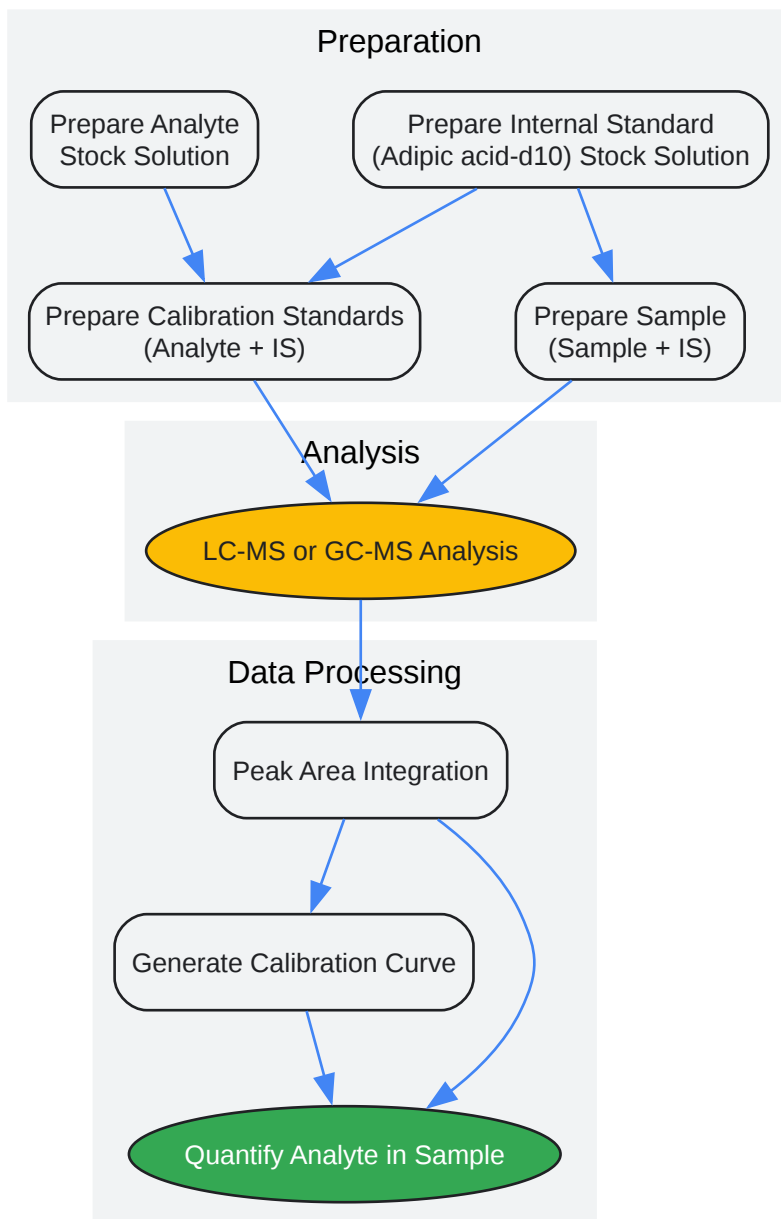 Preparation
Prepare Analyte
Stock Solution
Prepare Internal Standard
(Adipic acid-d10) Stock Solution
Prepare Calibration Standards
(Analyte + IS)
Prepare Sample
(Sample + IS)
Analysis
LC-MS or GC-MS Analysis
Data Processing
Peak Area Integration
Generate Calibration Curve
Quantify Analyte in Sample